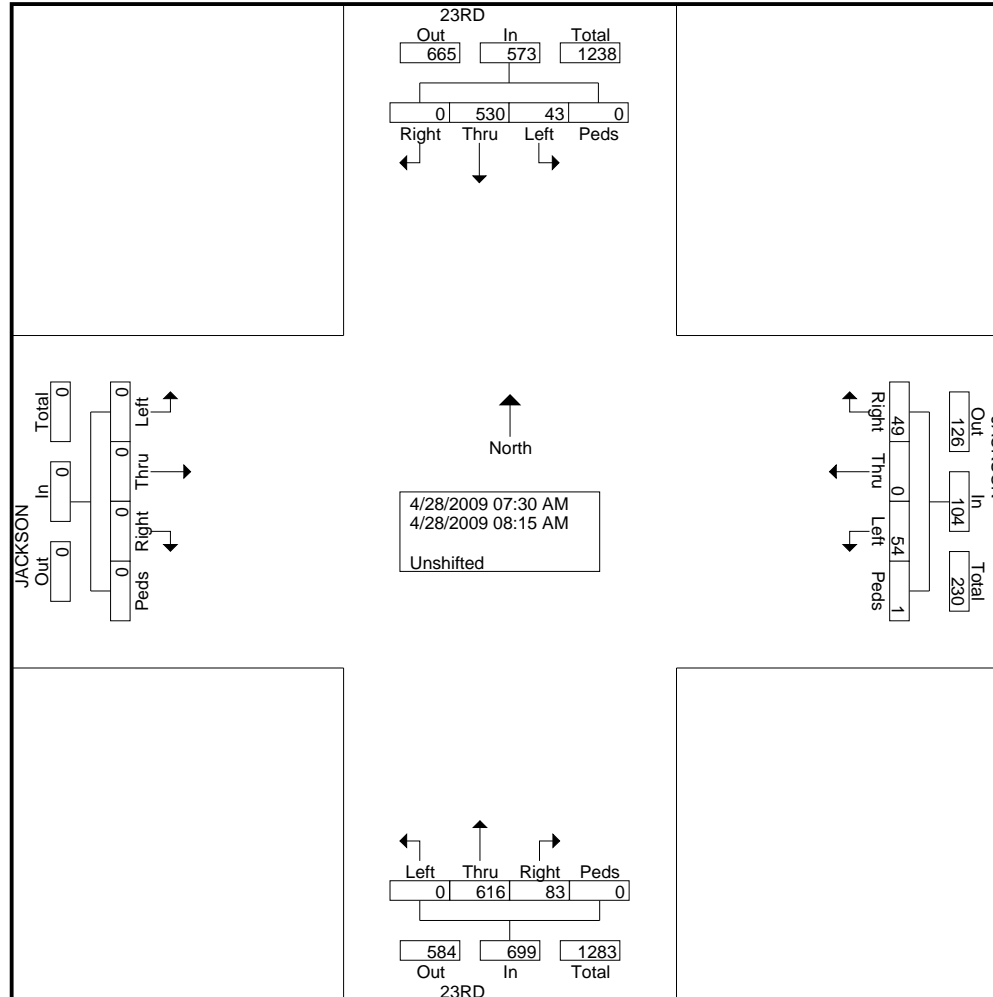 23RD
Out In Total
665 573 1238
0 530 43 0
Right Thru Left Peds
JACKSON
Out In Total
0 0 0
0 0 0 0
Left Thru Right Peds
North
4/28/2009 07:30 AM
4/28/2009 08:15 AM
Unshifted
Out In Total
126 104 230
49 0 54 1
Right Thru Left Peds
Left Thru Right Peds
0 616 83 0
584 699 1283
Out In Total
23RD